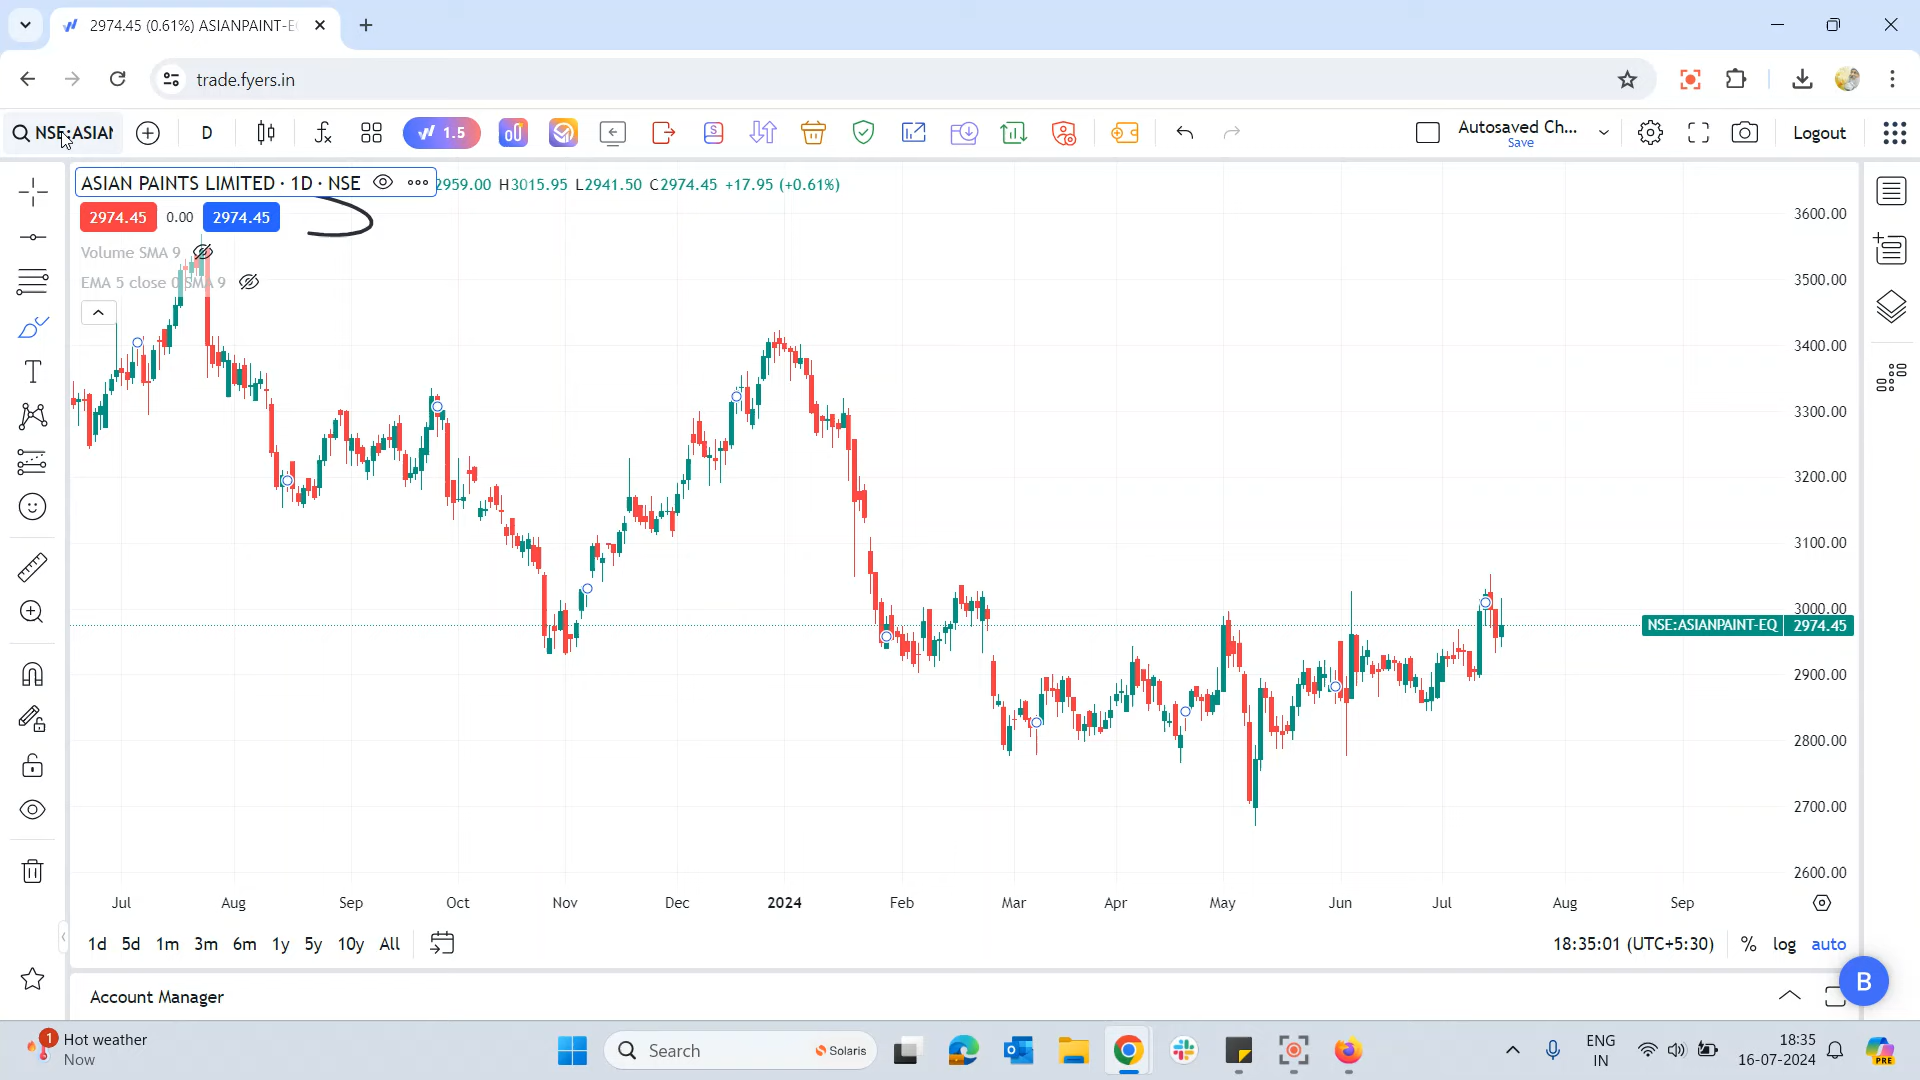 2974.45 (0.61%) ASIANPAINT-E
trade.fyers.in
NSE:ASIAN
D
1.5
Autosaved Ch...
Save
Logout
ASIAN PAINTS LIMITED · 1D · NSE
2959.00 H3015.95 L2941.50 C2974.45 +17.95 (+0.61%)
2974.45 0.00 2974.45
Volume SMA 9
EMA 5 close 0 SMA 9
3600.00
3500.00
3400.00
3300.00
3200.00
3100.00
3000.00
NSE:ASIANPAINT-EQ 2974.45
2900.00
2800.00
2700.00
2600.00
Jul Aug Sep Oct Nov Dec 2024 Feb Mar Apr May Jun Jul Aug Sep
1d 5d 1m 3m 6m 1y 5y 10y All
18:35:01 (UTC+5:30) % log auto
B
Account Manager
1
Hot weather
Now
Search
Solaris
ENG
IN
18:35
16-07-2024
PRE